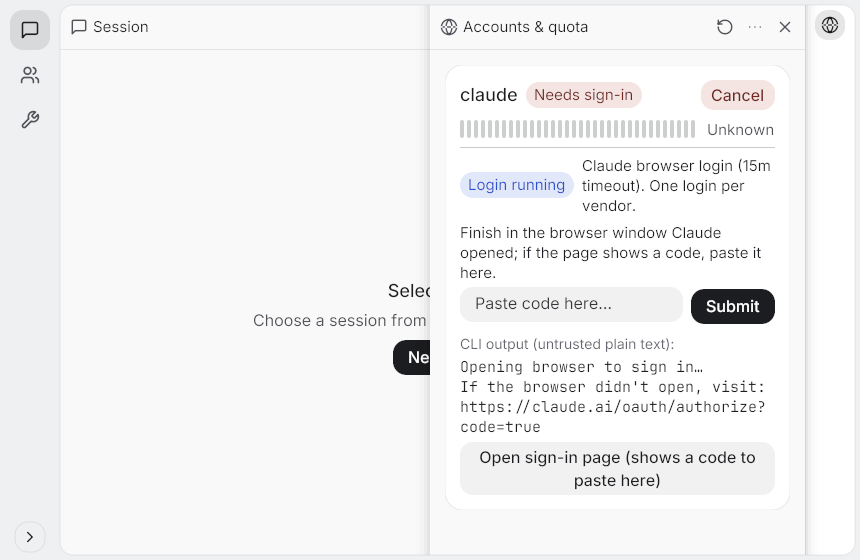 Session
Accounts & quota
claude
Needs sign-in
Cancel
Unknown
Login running
Claude browser login (15m
timeout). One login per
vendor.
Finish in the browser window Claude
opened; if the page shows a code, paste it
here.
Paste code here...
Submit
CLI output (untrusted plain text):
Opening browser to sign in…
If the browser didn't open, visit:
https://claude.ai/oauth/authorize?
code=true
Open sign-in page (shows a code to
paste here)
Selec
Choose a session from
Ne